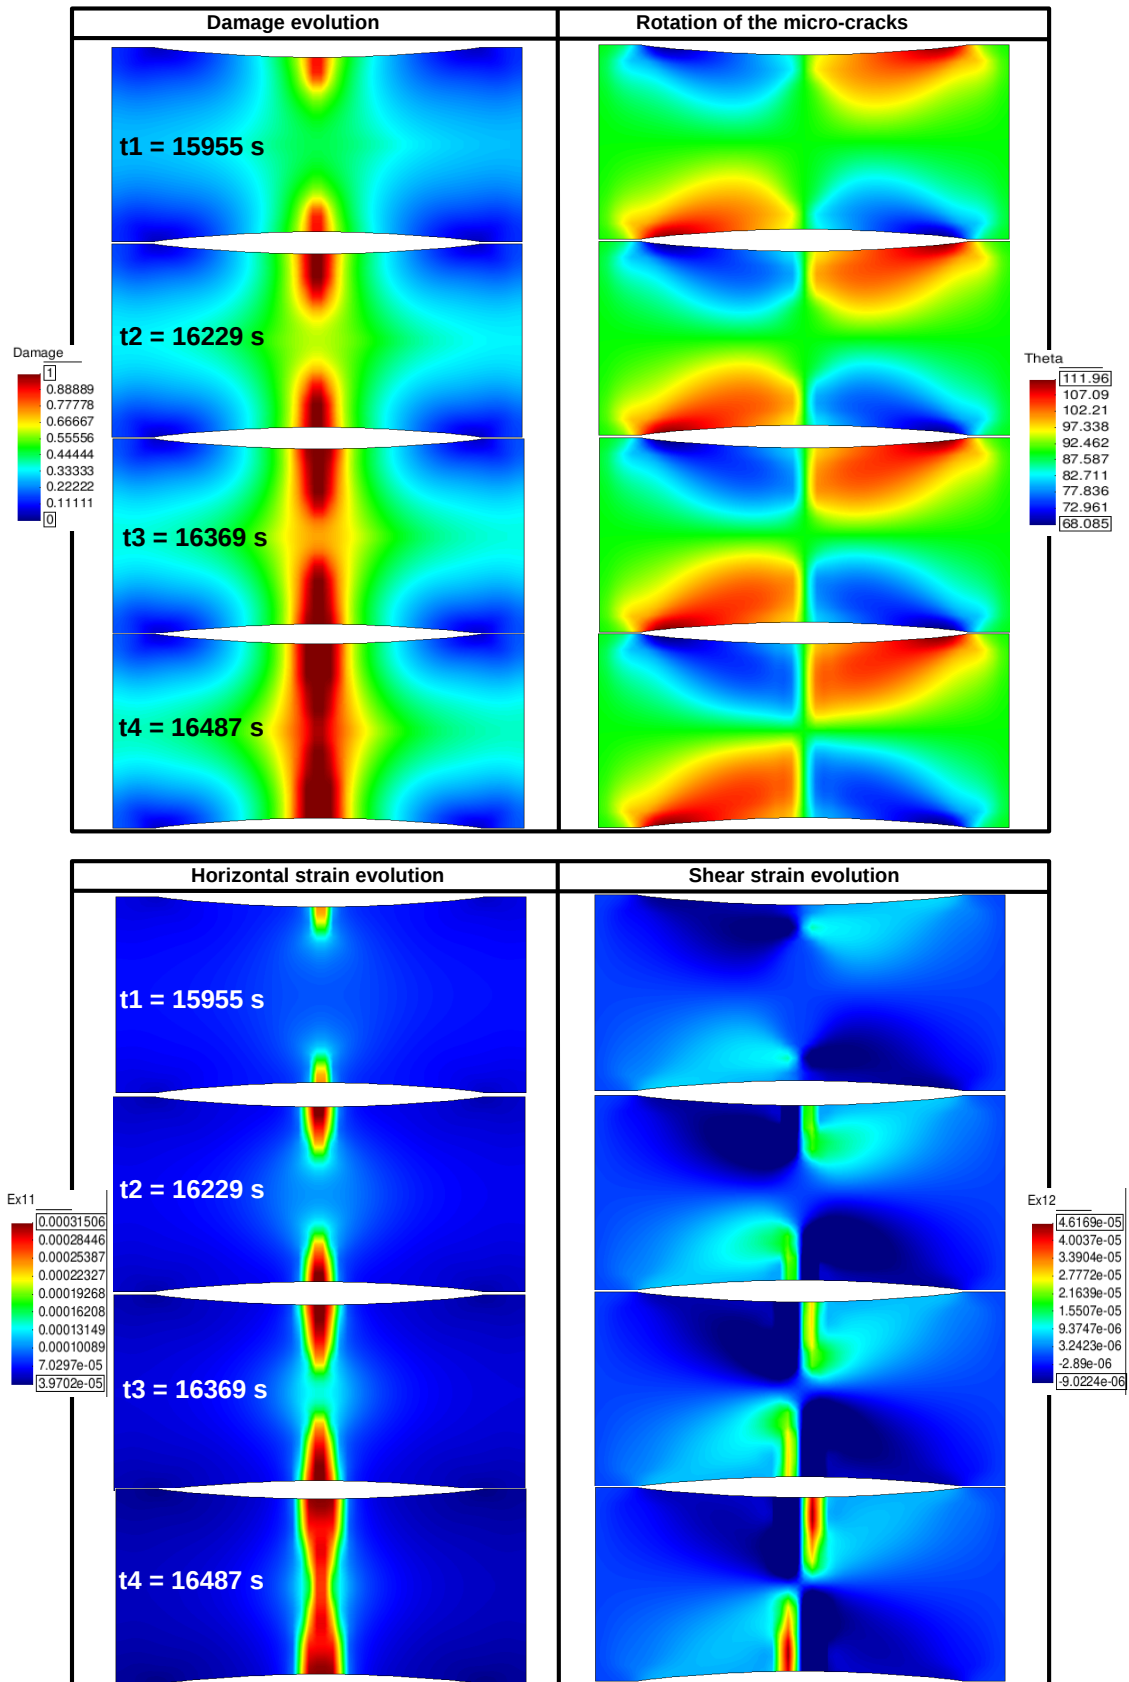 Damage evolution
Rotation of the micro-cracks
t1 = 15955 s
t2 = 16229 s
t3 = 16369 s
t4 = 16487 s
Damage
1
0.88889
0.77778
0.66667
0.55556
0.44444
0.33333
0.22222
0.11111
0
Theta
111.96
107.09
102.21
97.338
92.462
87.587
82.711
77.836
72.961
68.085
Horizontal strain evolution
Shear strain evolution
t1 = 15955 s
t2 = 16229 s
t3 = 16369 s
t4 = 16487 s
Ex11
0.00031506
0.00028446
0.00025387
0.00022327
0.00019268
0.00016208
0.00013149
0.00010089
7.0297e-05
3.9702e-05
Ex12
4.6169e-05
4.0037e-05
3.3904e-05
2.7772e-05
2.1639e-05
1.5507e-05
9.3747e-06
3.2423e-06
-2.89e-06
-9.0224e-06